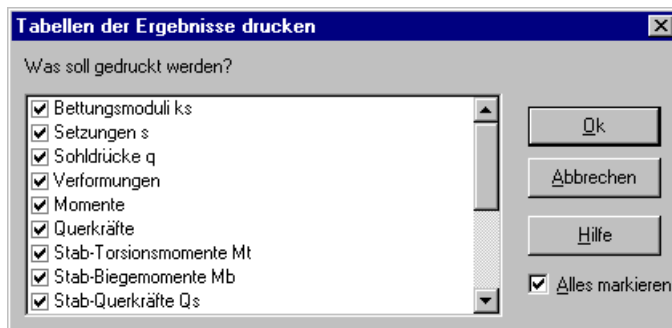 Tabellen der Ergebnisse drucken
Was soll gedruckt werden?
Bettungsmoduli ks
Setzungen s
Sohldrücke q
Verformungen
Momente
Querkräfte
Stab-Torsionsmomente Mt
Stab-Biegemomente Mb
Stab-Querkräfte Qs
Ok
Abbrechen
Hilfe
Alles markieren